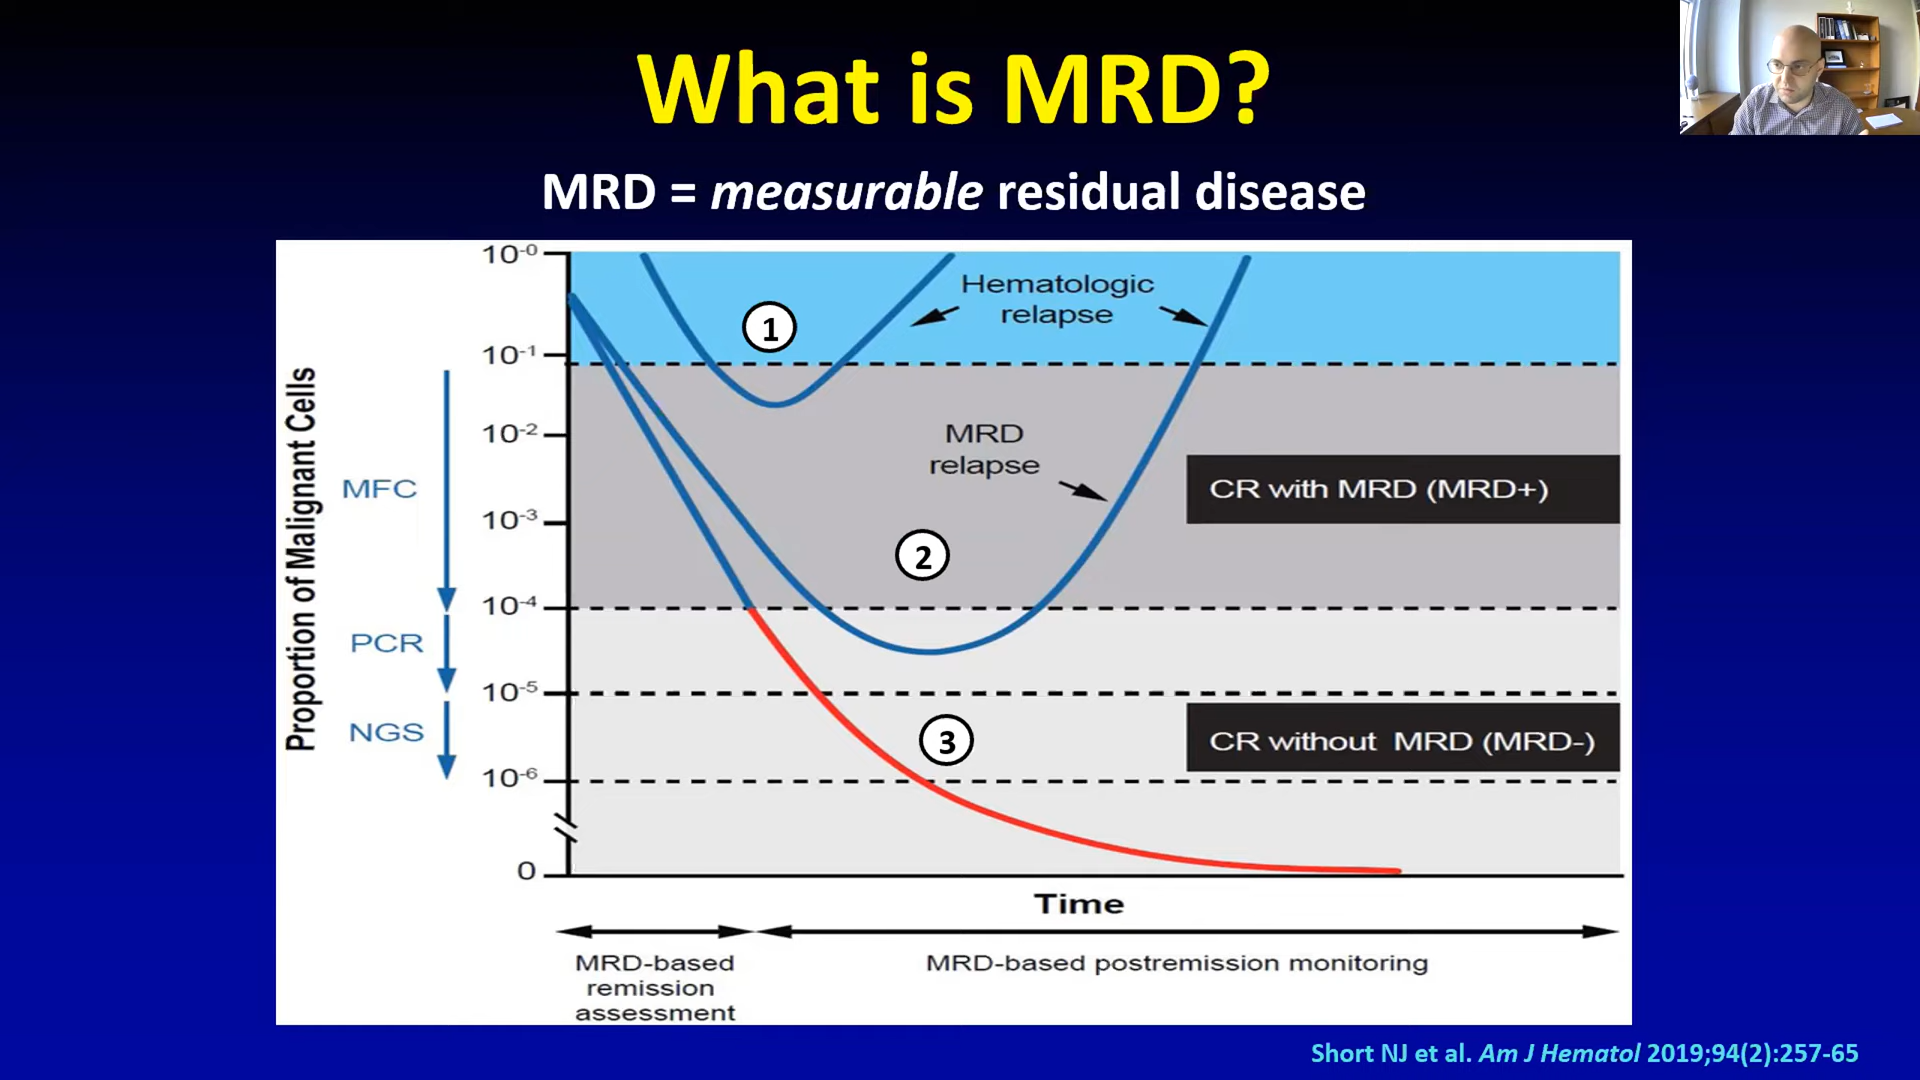 What is MRD?
MRD = measurable residual disease
Proportion of Malignant Cells
MFC
PCR
NGS
10-0
10-1
10-2
10-3
10-4
10-5
10-6
0
Hematologic
relapse
1
MRD
relapse
2
CR with MRD (MRD+)
3
CR without MRD (MRD-)
Time
MRD-based
remission
assessment
MRD-based postremission monitoring
Short NJ et al. Am J Hematol 2019;94(2):257-65